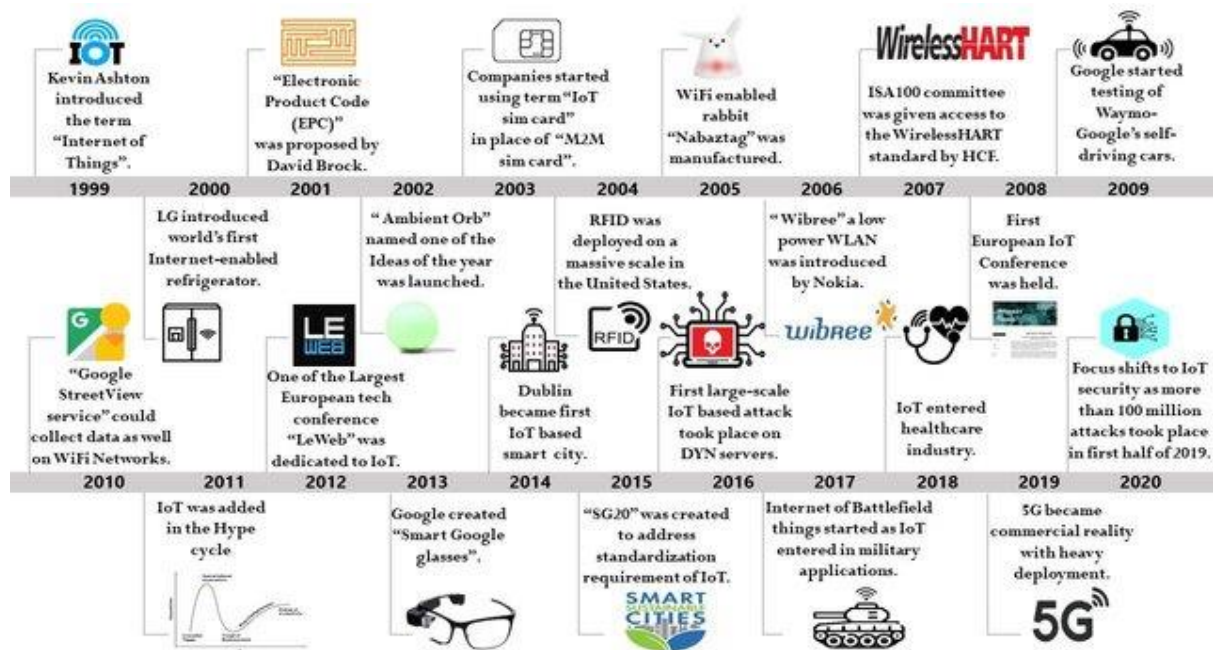 IOT
Kevin Ashton
introduced
the term
“Internet of
Things”.
“Electronic
Product Code
(EPC)”
was proposed by
David Brock.
Companies started
using term “IoT
sim card”
in place of “M2M
sim card”.
WiFi enabled
rabbit
“Nabaztag” was
manufactured.
WirelessHART
ISA100 committee
was given access to
the WirelessHART
standard by HCF.
Google started
testing of
Waymo-
Google’s self-
driving cars.
1999 2000 2001 2002 2003 2004 2005 2006 2007 2008 2009
LG introduced
world’s first
Internet-enabled
refrigerator.
“ Ambient Orb”
named one of the
Ideas of the year
was launched.
RFID was
deployed on a
massive scale in
the United States.
“ Wibree” a low
power WLAN
was introduced
by Nokia.
First
European IoT
Conference
was held.
G
“Google
StreetView
service” could
collect data as well
on WiFi Networks.
LE
WEB
One of the Largest
European tech
conference
“LeWeb” was
dedicated to IoT.
Dublin
became first
IoT based
smart city.
RFID
First large-scale
IoT based attack
took place on
DYN servers.
wibree
IoT entered
healthcare
industry.
Focus shifts to IoT
security as more
than 100 million
attacks took place
in first half of 2019.
2010 2011 2012 2013 2014 2015 2016 2017 2018 2019 2020
IoT was added
in the Hype
cycle
Google created
“Smart Google
glasses”.
“SG20” was created
to address
standardization
requirement of IoT.
SMART
SUSTAINABLE
CITIES
Internet of Battlefield
things started as IoT
entered in military
applications.
5G became
commercial reality
with heavy
deployment.
5G